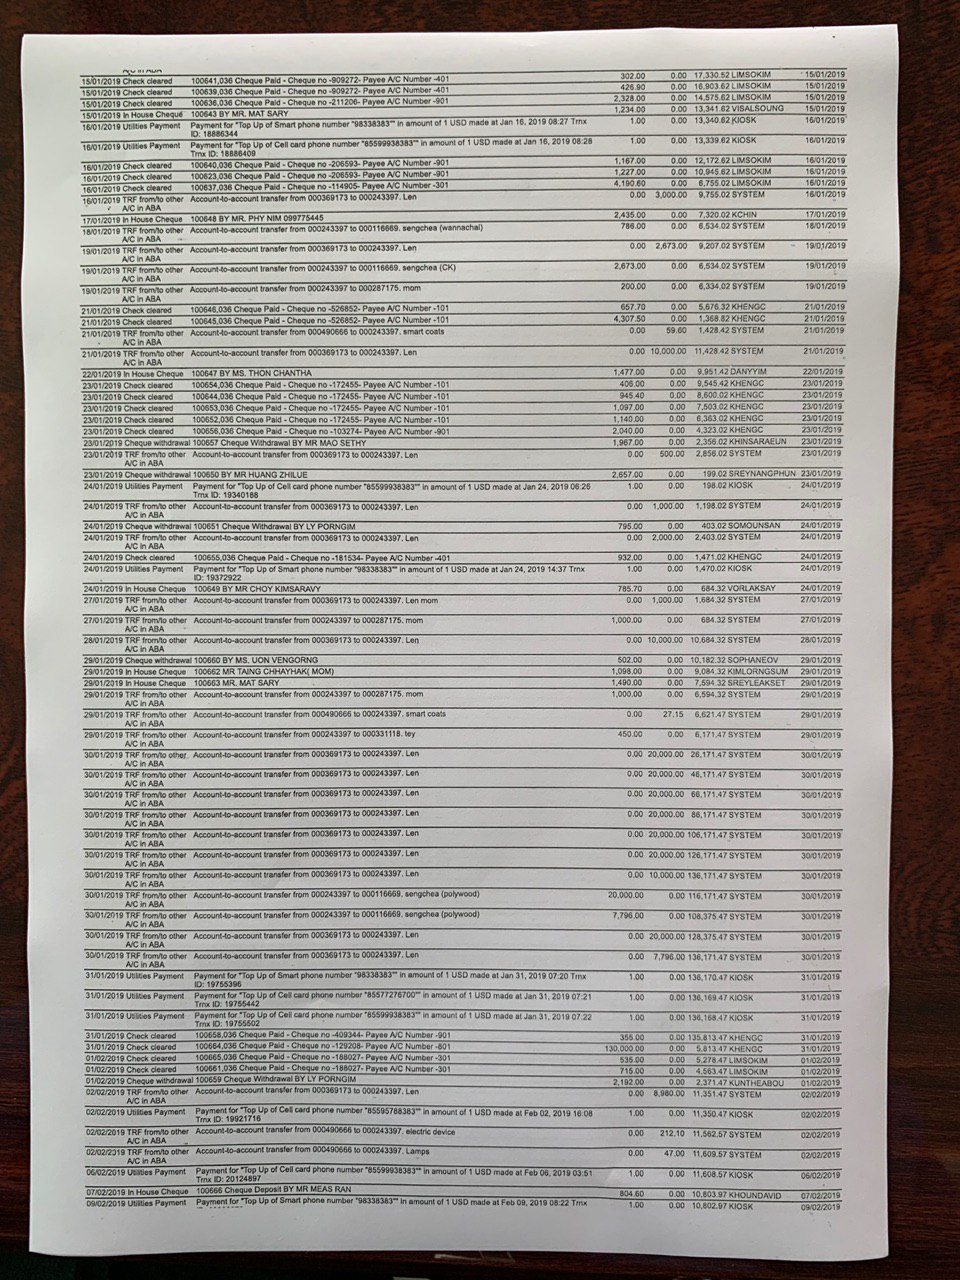 A/C in ABA
15/01/2019 Check cleared 100641,036 Cheque Paid - Cheque no -909272- Payee A/C Number -401 302.00 0.00 17,330.52 LIMSOKIM 15/01/2019
15/01/2019 Check cleared 100639,036 Cheque Paid - Cheque no -909272- Payee A/C Number -401 426.90 0.00 16,903.62 LIMSOKIM 15/01/2019
15/01/2019 Check cleared 100636,036 Cheque Paid - Cheque no -211206- Payee A/C Number -901 2,328.00 0.00 14,575.62 LIMSOKIM 15/01/2019
15/01/2019 In House Cheque 100643 BY MR. MAT SARY 1,234.00 0.00 13,341.62 VISALSOUNG 15/01/2019
16/01/2019 Utilities Payment Payment for "Top Up of Smart phone number "98338383"" in amount of 1 USD made at Jan 16, 2019 08:27 Trnx 1.00 0.00 13,340.62 KIOSK 16/01/2019
ID: 18886344
16/01/2019 Utilities Payment Payment for "Top Up of Cell card phone number "85599938383"" in amount of 1 USD made at Jan 16, 2019 08:28 1.00 0.00 13,339.62 KIOSK 16/01/2019
Trnx ID: 18886409
16/01/2019 Check cleared 100640,036 Cheque Paid - Cheque no -206593- Payee A/C Number -901 1,167.00 0.00 12,172.62 LIMSOKIM 16/01/2019
16/01/2019 Check cleared 100623,036 Cheque Paid - Cheque no -206593- Payee A/C Number -901 1,227.00 0.00 10,945.62 LIMSOKIM 16/01/2019
16/01/2019 Check cleared 100637,036 Cheque Paid - Cheque no -114905- Payee A/C Number -301 4,190.60 0.00 6,755.02 LIMSOKIM 16/01/2019
16/01/2019 TRF from/to other Account-to-account transfer from 000369173 to 000243397. Len 0.00 3,000.00 9,755.02 SYSTEM 16/01/2019
A/C in ABA
17/01/2019 In House Cheque 100648 BY MR. PHY NIM 099775445 2,435.00 0.00 7,320.02 KCHIN 17/01/2019
18/01/2019 TRF from/to other Account-to-account transfer from 000243397 to 000116669. sengchea (wannachai) 786.00 0.00 6,534.02 SYSTEM 18/01/2019
A/C in ABA
19/01/2019 TRF from/to other Account-to-account transfer from 000369173 to 000243397. Len 0.00 2,673.00 9,207.02 SYSTEM 19/01/2019
A/C in ABA
19/01/2019 TRF from/to other Account-to-account transfer from 000243397 to 000116669. sengchea (CK) 2,673.00 0.00 6,534.02 SYSTEM 19/01/2019
A/C in ABA
19/01/2019 TRF from/to other Account-to-account transfer from 000243397 to 000287175. mom 200.00 0.00 6,334.02 SYSTEM 19/01/2019
A/C in ABA
21/01/2019 Check cleared 100646,036 Cheque Paid - Cheque no -526852- Payee A/C Number -101 657.70 0.00 5,676.32 KHENGC 21/01/2019
21/01/2019 Check cleared 100645,036 Cheque Paid - Cheque no -526852- Payee A/C Number -101 4,307.50 0.00 1,368.82 KHENGC 21/01/2019
21/01/2019 TRF from/to other Account-to-account transfer from 000490666 to 000243397. smart coats 0.00 59.60 1,428.42 SYSTEM 21/01/2019
A/C in ABA
21/01/2019 TRF from/to other Account-to-account transfer from 000369173 to 000243397. Len 0.00 10,000.00 11,428.42 SYSTEM 21/01/2019
A/C in ABA
22/01/2019 In House Cheque 100647 BY MS. THON CHANTHA 1,477.00 0.00 9,951.42 DANYYIM 22/01/2019
23/01/2019 Check cleared 100654,036 Cheque Paid - Cheque no -172455- Payee A/C Number -101 406.00 0.00 9,545.42 KHENGC 23/01/2019
23/01/2019 Check cleared 100644,036 Cheque Paid - Cheque no -172455- Payee A/C Number -101 945.40 0.00 8,600.02 KHENGC 23/01/2019
23/01/2019 Check cleared 100653,036 Cheque Paid - Cheque no -172455- Payee A/C Number -101 1,097.00 0.00 7,503.02 KHENGC 23/01/2019
23/01/2019 Check cleared 100652,036 Cheque Paid - Cheque no -172455- Payee A/C Number -101 1,140.00 0.00 6,363.02 KHENGC 23/01/2019
23/01/2019 Check cleared 100656,036 Cheque Paid - Cheque no -103274- Payee A/C Number -901 2,040.00 0.00 4,323.02 KHENGC 23/01/2019
23/01/2019 Cheque withdrawal 100657 Cheque Withdrawal BY MR MAO SETHY 1,967.00 0.00 2,356.02 KHINSARAEUN 23/01/2019
23/01/2019 TRF from/to other Account-to-account transfer from 000369173 to 000243397. Len 0.00 500.00 2,856.02 SYSTEM 23/01/2019
A/C in ABA
23/01/2019 Cheque withdrawal 100650 BY MR HUANG ZHILUE 2,657.00 0.00 199.02 SREYNANGPHUN 23/01/2019
24/01/2019 Utilities Payment Payment for "Top Up of Cell card phone number "85599938383"" in amount of 1 USD made at Jan 24, 2019 06:26 1.00 0.00 198.02 KIOSK 24/01/2019
Trnx ID: 19340188
24/01/2019 TRF from/to other Account-to-account transfer from 000369173 to 000243397. Len 0.00 1,000.00 1,198.02 SYSTEM 24/01/2019
A/C in ABA
24/01/2019 Cheque withdrawal 100651 Cheque Withdrawal BY LY PORNGIM 795.00 0.00 403.02 SOMOUNSAN 24/01/2019
24/01/2019 TRF from/to other Account-to-account transfer from 000369173 to 000243397. Len 0.00 2,000.00 2,403.02 SYSTEM 24/01/2019
A/C in ABA
24/01/2019 Check cleared 100655,036 Cheque Paid - Cheque no -181534- Payee A/C Number -401 932.00 0.00 1,471.02 KHENGC 24/01/2019
24/01/2019 Utilities Payment Payment for "Top Up of Smart phone number "98338383"" in amount of 1 USD made at Jan 24, 2019 14:37 Trnx 1.00 0.00 1,470.02 KIOSK 24/01/2019
ID: 19372922
24/01/2019 In House Cheque 100649 BY MR CHOY KIMSARAVY 785.70 0.00 684.32 VORLAKSAY 24/01/2019
27/01/2019 TRF from/to other Account-to-account transfer from 000369173 to 000243397. Len mom 0.00 1,000.00 1,684.32 SYSTEM 27/01/2019
A/C in ABA
27/01/2019 TRF from/to other Account-to-account transfer from 000243397 to 000287175. mom 1,000.00 0.00 684.32 SYSTEM 27/01/2019
A/C in ABA
28/01/2019 TRF from/to other Account-to-account transfer from 000369173 to 000243397. Len 0.00 10,000.00 10,684.32 SYSTEM 28/01/2019
A/C in ABA
29/01/2019 Cheque withdrawal 100660 BY MS. UON VENGORNG 502.00 0.00 10,182.32 SOPHANEOV 29/01/2019
29/01/2019 In House Cheque 100662 MR TAING CHHAYHAK( MOM) 1,098.00 0.00 9,084.32 KIMLORNGSUM 29/01/2019
29/01/2019 In House Cheque 100663 MR. MAT SARY 1,490.00 0.00 7,594.32 SREYLEAKSET 29/01/2019
29/01/2019 TRF from/to other Account-to-account transfer from 000243397 to 000287175. mom 1,000.00 0.00 6,594.32 SYSTEM 29/01/2019
A/C in ABA
29/01/2019 TRF from/to other Account-to-account transfer from 000490666 to 000243397. smart coats 0.00 27.15 6,621.47 SYSTEM 29/01/2019
A/C in ABA
29/01/2019 TRF from/to other Account-to-account transfer from 000243397 to 000331118. tey 450.00 0.00 6,171.47 SYSTEM 29/01/2019
A/C in ABA
30/01/2019 TRF from/to other Account-to-account transfer from 000369173 to 000243397. Len 0.00 20,000.00 26,171.47 SYSTEM 30/01/2019
A/C in ABA
30/01/2019 TRF from/to other Account-to-account transfer from 000369173 to 000243397. Len 0.00 20,000.00 46,171.47 SYSTEM 30/01/2019
A/C in ABA
30/01/2019 TRF from/to other Account-to-account transfer from 000369173 to 000243397. Len 0.00 20,000.00 66,171.47 SYSTEM 30/01/2019
A/C in ABA
30/01/2019 TRF from/to other Account-to-account transfer from 000369173 to 000243397. Len 0.00 20,000.00 86,171.47 SYSTEM 30/01/2019
A/C in ABA
30/01/2019 TRF from/to other Account-to-account transfer from 000369173 to 000243397. Len 0.00 20,000.00 106,171.47 SYSTEM 30/01/2019
A/C in ABA
30/01/2019 TRF from/to other Account-to-account transfer from 000369173 to 000243397. Len 0.00 20,000.00 126,171.47 SYSTEM 30/01/2019
A/C in ABA
30/01/2019 TRF from/to other Account-to-account transfer from 000369173 to 000243397. Len 0.00 10,000.00 136,171.47 SYSTEM 30/01/2019
A/C in ABA
30/01/2019 TRF from/to other Account-to-account transfer from 000243397 to 000116669. sengchea (polywood) 20,000.00 0.00 116,171.47 SYSTEM 30/01/2019
A/C in ABA
30/01/2019 TRF from/to other Account-to-account transfer from 000243397 to 000116669. sengchea (polywood) 7,796.00 0.00 108,375.47 SYSTEM 30/01/2019
A/C in ABA
30/01/2019 TRF from/to other Account-to-account transfer from 000369173 to 000243397. Len 0.00 20,000.00 128,375.47 SYSTEM 30/01/2019
A/C in ABA
30/01/2019 TRF from/to other Account-to-account transfer from 000369173 to 000243397. Len 0.00 7,796.00 136,171.47 SYSTEM 30/01/2019
A/C in ABA
31/01/2019 Utilities Payment Payment for "Top Up of Smart phone number "98338383"" in amount of 1 USD made at Jan 31, 2019 07:20 Trnx 1.00 0.00 136,170.47 KIOSK 31/01/2019
ID: 19755396
31/01/2019 Utilities Payment Payment for "Top Up of Cell card phone number "85577276700"" in amount of 1 USD made at Jan 31, 2019 07:21 1.00 0.00 136,169.47 KIOSK 31/01/2019
Trnx ID: 19755442
31/01/2019 Utilities Payment Payment for "Top Up of Cell card phone number "85599938383"" in amount of 1 USD made at Jan 31, 2019 07:22 1.00 0.00 136,168.47 KIOSK 31/01/2019
Trnx ID: 19755502
31/01/2019 Check cleared 100658,036 Cheque Paid - Cheque no -409344- Payee A/C Number -901 355.00 0.00 135,813.47 KHENGC 31/01/2019
31/01/2019 Check cleared 100664,036 Cheque Paid - Cheque no -129208- Payee A/C Number -801 130,000.00 0.00 5,813.47 KHENGC 31/01/2019
01/02/2019 Check cleared 100665,036 Cheque Paid - Cheque no -188027- Payee A/C Number -301 535.00 0.00 5,278.47 LIMSOKIM 01/02/2019
01/02/2019 Check cleared 100661,036 Cheque Paid - Cheque no -188027- Payee A/C Number -301 715.00 0.00 4,563.47 LIMSOKIM 01/02/2019
01/02/2019 Cheque withdrawal 100659 Cheque Withdrawal BY LY PORNGIM 2,192.00 0.00 2,371.47 KUNTHEABOU 01/02/2019
02/02/2019 TRF from/to other Account-to-account transfer from 000369173 to 000243397. Len 0.00 8,980.00 11,351.47 SYSTEM 02/02/2019
A/C in ABA
02/02/2019 Utilities Payment Payment for "Top Up of Cell card phone number "85595788383"" in amount of 1 USD made at Feb 02, 2019 16:08 1.00 0.00 11,350.47 KIOSK 02/02/2019
Trnx ID: 19921716
02/02/2019 TRF from/to other Account-to-account transfer from 000490666 to 000243397. electric device 0.00 212.10 11,562.57 SYSTEM 02/02/2019
A/C in ABA
02/02/2019 TRF from/to other Account-to-account transfer from 000490666 to 000243397. Lamps 0.00 47.00 11,609.57 SYSTEM 02/02/2019
A/C in ABA
06/02/2019 Utilities Payment Payment for "Top Up of Cell card phone number "85599938383"" in amount of 1 USD made at Feb 06, 2019 03:51 1.00 0.00 11,608.57 KIOSK 06/02/2019
Trnx ID: 20124897
07/02/2019 In House Cheque 100666 Cheque Deposit BY MR MEAS RAN 804.60 0.00 10,803.97 KHOUNDAVID 07/02/2019
09/02/2019 Utilities Payment Payment for "Top Up of Smart phone number "98338383"" in amount of 1 USD made at Feb 09, 2019 08:22 Trnx 1.00 0.00 10,802.97 KIOSK 09/02/2019